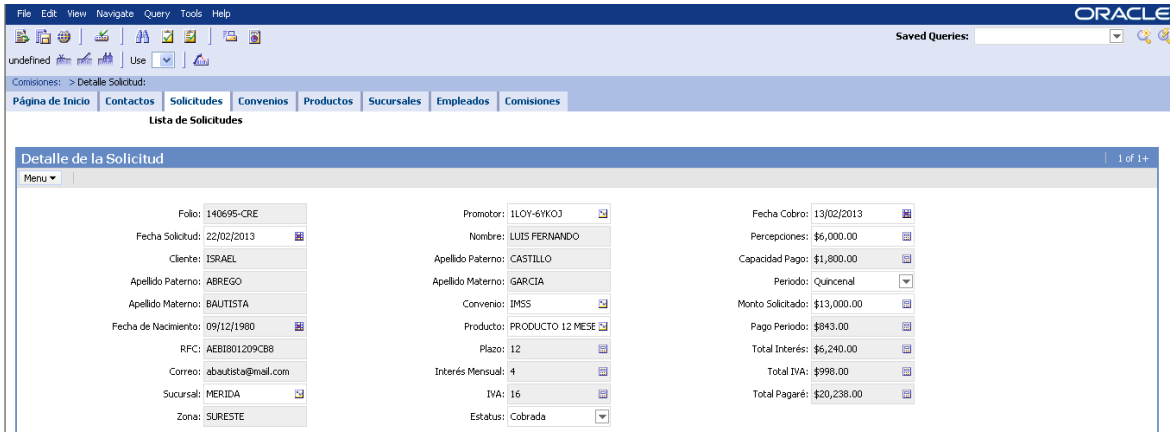 File Edit View Navigate Query Tools Help
ORACLE
Saved Queries:
undefined Use
Comisiones: > Detalle Solicitud:
Página de Inicio Contactos Solicitudes Convenios Productos Sucursales Empleados Comisiones
Lista de Solicitudes
Detalle de la Solicitud 1 of 1+
Menu
Folio: 140695-CRE Promotor: 1LOY-6YKOJ Fecha Cobro: 13/02/2013
Fecha Solicitud: 22/02/2013 Nombre: LUIS FERNANDO Percepciones: $6,000.00
Cliente: ISRAEL Apellido Paterno: CASTILLO Capacidad Pago: $1,800.00
Apellido Paterno: ABREGO Apellido Materno: GARCIA Periodo: Quincenal
Apellido Materno: BAUTISTA Convenio: IMSS Monto Solicitado: $13,000.00
Fecha de Nacimiento: 09/12/1980 Producto: PRODUCTO 12 MESE Pago Periodo: $843.00
RFC: AEBI801209CB8 Plazo: 12 Total Interés: $6,240.00
Correo: abautista@mail.com Interés Mensual: 4 Total IVA: $998.00
Sucursal: MERIDA IVA: 16 Total Pagaré: $20,238.00
Zona: SURESTE Estatus: Cobrada